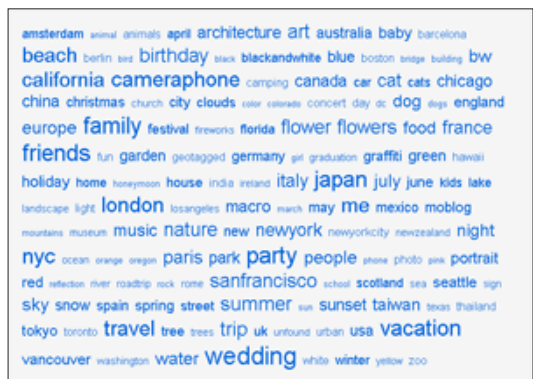 amsterdam animal animals april architecture art australia baby barcelona
beach berlin bird birthday black blackandwhite blue boston bridge building bw
california cameraphone camping canada car cat cats chicago
china christmas church city clouds color colorado concert day dc dog dogs england
europe family festival fireworks florida flower flowers food france
friends fun garden geotagged germany girl graduation graffiti green hawaii
holiday home honeymoon house india ireland italy japan july june kids lake
landscape light london losangeles macro march may me mexico moblog
mountains museum music nature new newyork newyorkcity newzealand night
nyc ocean orange oregon paris park party people phone photo pink portrait
red reflection river roadtrip rock rome sanfrancisco school scotland sea seattle sign
sky snow spain spring street summer sun sunset taiwan texas thailand
tokyo toronto travel tree trees trip uk unfound urban usa vacation
vancouver washington water wedding white winter yellow zoo